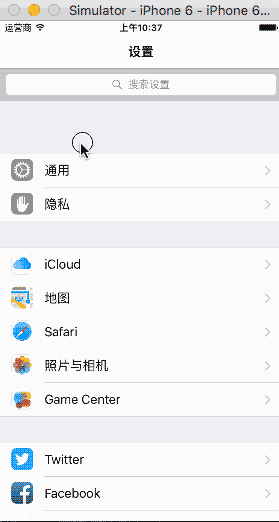 Simulator - iPhone 6 - iPhone 6...
运营商 上午10:37
设置
搜索设置
通用
隐私
iCloud
地图
Safari
照片与相机
Game Center
Twitter
Facebook